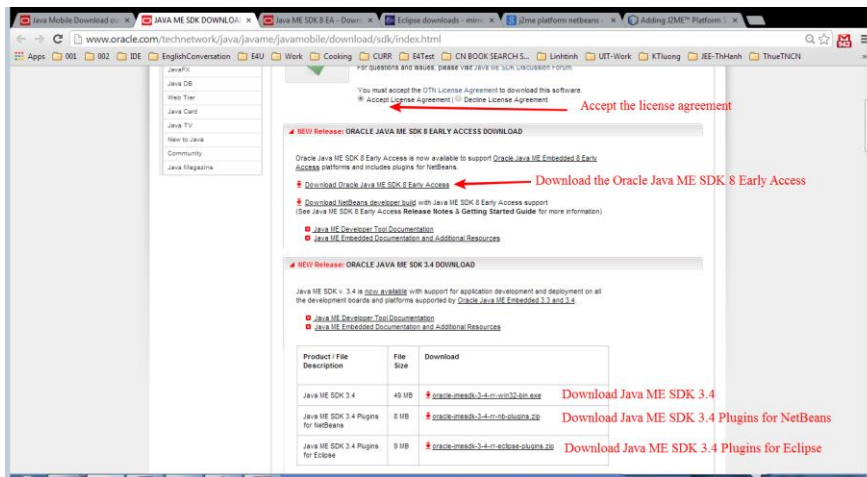 Java Mobile Download ov
JAVA ME SDK DOWNLOA
Java ME SDK 8 EA - Down
Eclipse downloads - mirro
j2me platform netbeans -
Adding J2ME™ Platform S
www.oracle.com/technetwork/java/javame/javamobile/download/sdk/index.html
Apps 001 002 IDE EnglishConversation E4U Work Cooking CURR E4Test CN BOOK SEARCH S... Linhtinh UIT-Work KTluong JEE-ThHanh ThueTNCN
JavaFX
Java DB
Web Tier
Java Card
Java TV
New to Java
Community
Java Magazine
For questions and issues, please visit Java ME SDK Discussion Forum.
You must accept the OTN License Agreement to download this software.
Accept License Agreement | Decline License Agreement
Accept the license agreement
NEW Release: ORACLE JAVA ME SDK 8 EARLY ACCESS DOWNLOAD
Oracle Java ME SDK 8 Early Access is now available to support Oracle Java ME Embedded 8 Early
Access platforms and includes plugins for NetBeans.
Download Oracle Java ME SDK 8 Early Access
Download the Oracle Java ME SDK 8 Early Access
Download NetBeans developer build with Java ME SDK 8 Early Access support
(See Java ME SDK 8 Early Access Release Notes & Getting Started Guide for more information)
Java ME Developer Tool Documentation
Java ME Embedded Documentation and Additional Resources
NEW Release: ORACLE JAVA ME SDK 3.4 DOWNLOAD
Java ME SDK v. 3.4 is now available with support for application development and deployment on all
the development boards and platforms supported by Oracle Java ME Embedded 3.3 and 3.4.
Java ME Developer Tool Documentation
Java ME Embedded Documentation and Additional Resources
Product / File Description
File Size
Download
Java ME SDK 3.4
49 MB
oracle-jmesdk-3-4-rr-win32-bin.exe
Download Java ME SDK 3.4
Java ME SDK 3.4 Plugins for NetBeans
8 MB
oracle-jmesdk-3-4-rr-nb-plugins.zip
Download Java ME SDK 3.4 Plugins for NetBeans
Java ME SDK 3.4 Plugins for Eclipse
9 MB
oracle-jmesdk-3-4-rr-eclipse-plugins.zip
Download Java ME SDK 3.4 Plugins for Eclipse